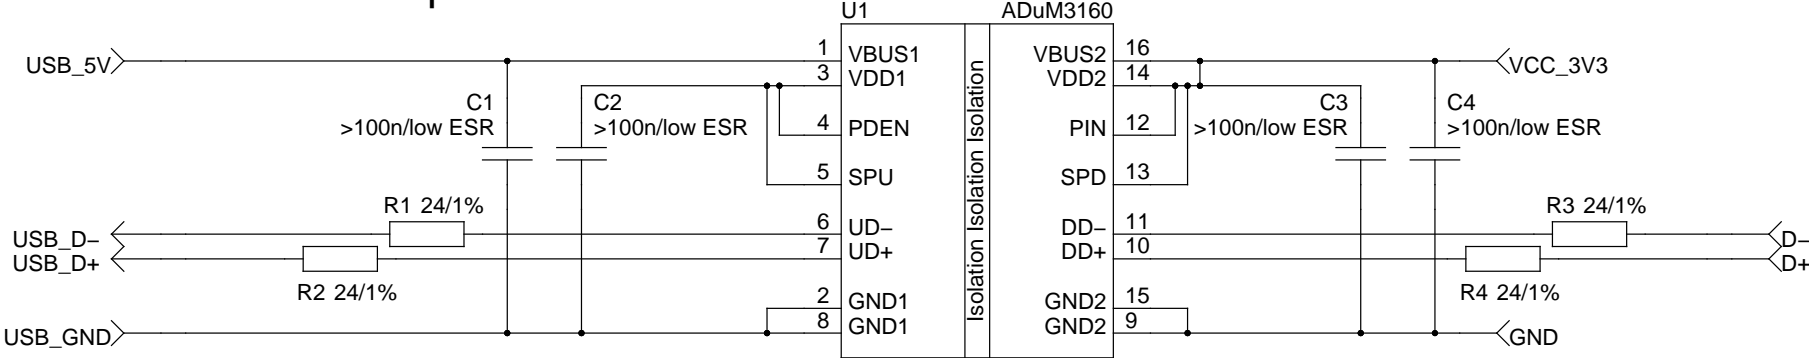 U1 ADuM3160
USB_5V 1 VBUS1 VBUS2 16 VCC_3V3
3 VDD1 VDD2 14
C1 C2 C3 C4
>100n/low ESR >100n/low ESR >100n/low ESR >100n/low ESR
4 PDEN PIN 12
5 SPU SPD 13
Isolation Isolation Isolation
R1 24/1% R3 24/1%
USB_D− 6 UD− DD− 11 D−
USB_D+ 7 UD+ DD+ 10 D+
R2 24/1% R4 24/1%
2 GND1 GND2 15
USB_GND 8 GND1 GND2 9 GND